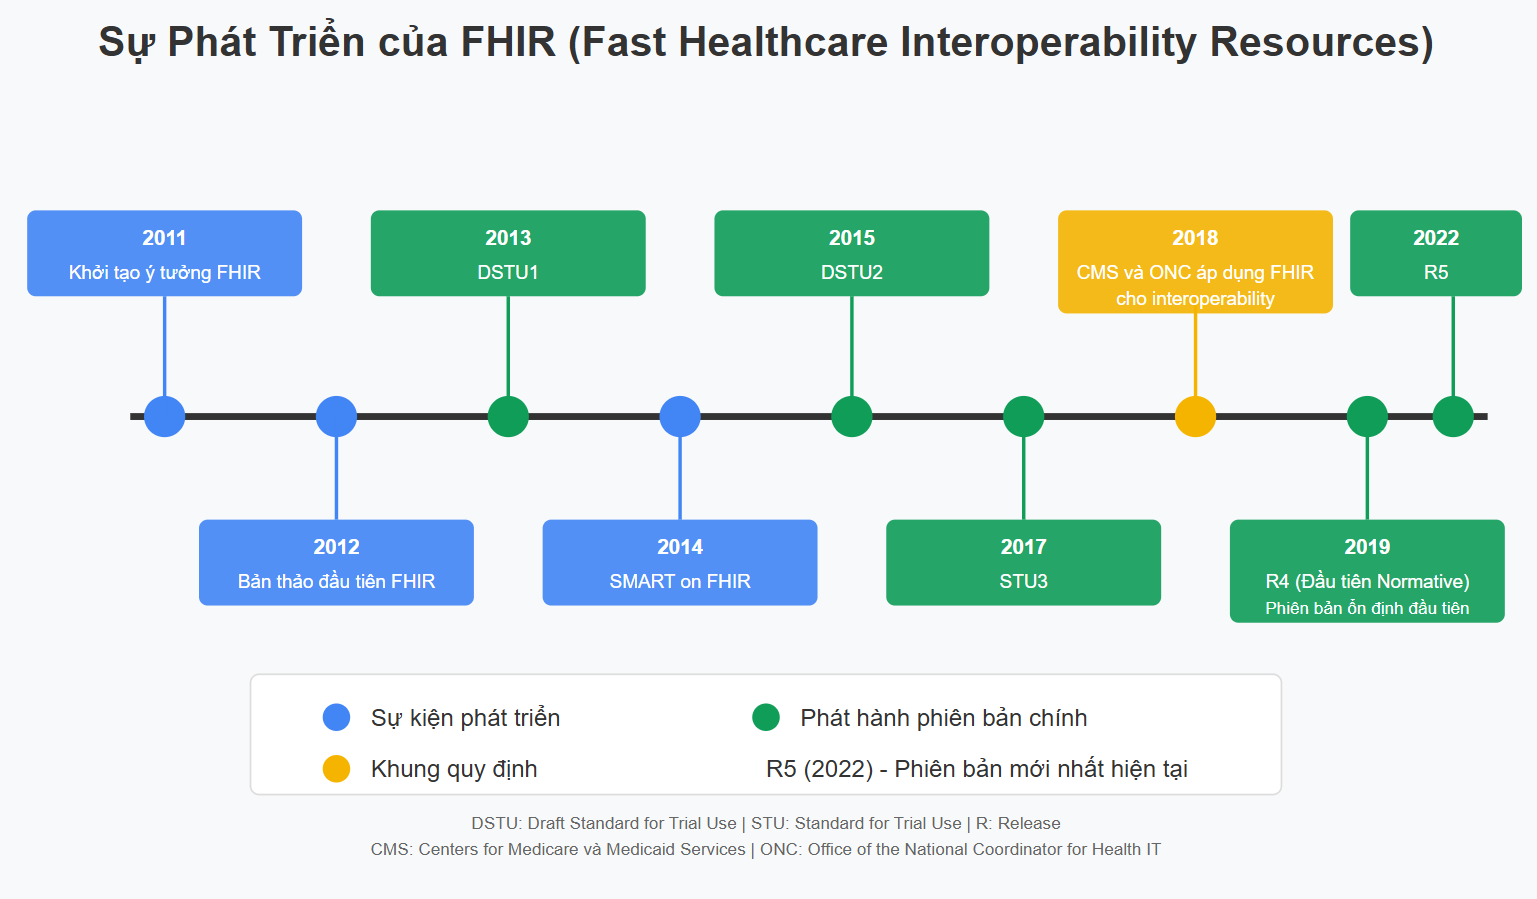 Sự Phát Triển của FHIR (Fast Healthcare Interoperability Resources)
2011
Khởi tạo ý tưởng FHIR
2013
DSTU1
2015
DSTU2
2018
CMS và ONC áp dụng FHIR
cho interoperability
2022
R5
2012
Bản thảo đầu tiên FHIR
2014
SMART on FHIR
2017
STU3
2019
R4 (Đầu tiên Normative)
Phiên bản ổn định đầu tiên
Sự kiện phát triển
Phát hành phiên bản chính
Khung quy định
R5 (2022) - Phiên bản mới nhất hiện tại
DSTU: Draft Standard for Trial Use | STU: Standard for Trial Use | R: Release
CMS: Centers for Medicare và Medicaid Services | ONC: Office of the National Coordinator for Health IT